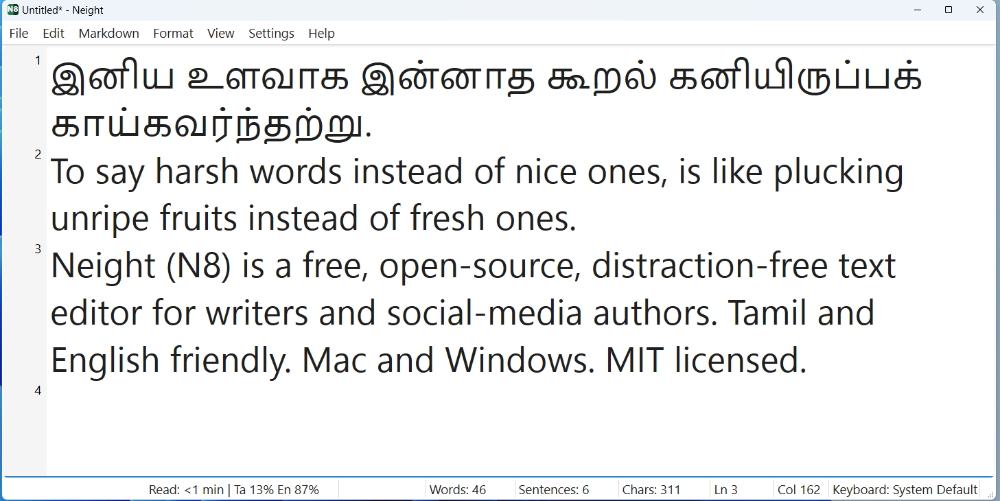 N8 Untitled* - Neight
File Edit Markdown Format View Settings Help
1 இனிய உளவாக இன்னாத கூறல் கனியிருப்பக்
காய்கவர்ந்தற்று.
2 To say harsh words instead of nice ones, is like plucking
unripe fruits instead of fresh ones.
3 Neight (N8) is a free, open-source, distraction-free text
editor for writers and social-media authors. Tamil and
English friendly. Mac and Windows. MIT licensed.
4
Read: <1 min | Ta 13% En 87% Words: 46 Sentences: 6 Chars: 311 Ln 3 Col 162 Keyboard: System Default